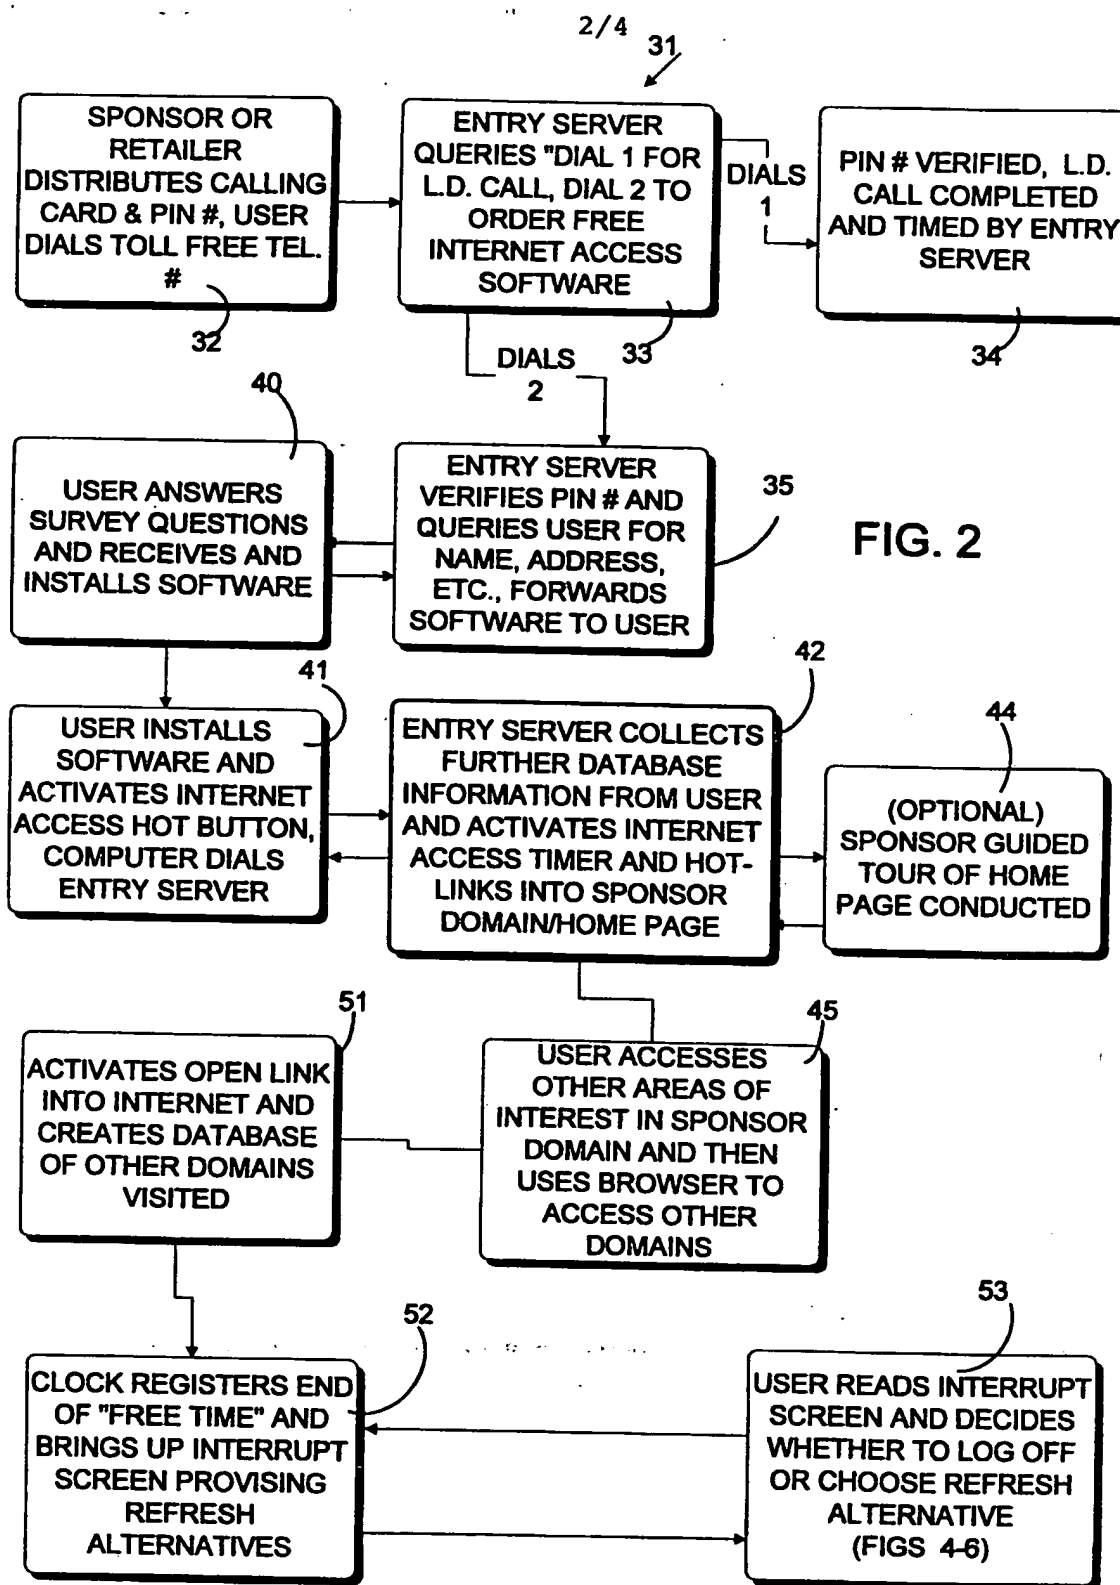 2/4
31
SPONSOR OR
RETAILER
DISTRIBUTES CALLING
CARD & PIN #, USER
DIALS TOLL FREE TEL.
#
32
ENTRY SERVER
QUERIES "DIAL 1 FOR
L.D. CALL, DIAL 2 TO
ORDER FREE
INTERNET ACCESS
SOFTWARE
33
DIALS
1
PIN # VERIFIED, L.D.
CALL COMPLETED
AND TIMED BY ENTRY
SERVER
34
DIALS
2
40
USER ANSWERS
SURVEY QUESTIONS
AND RECEIVES AND
INSTALLS SOFTWARE
ENTRY SERVER
VERIFIES PIN # AND
QUERIES USER FOR
NAME, ADDRESS,
ETC., FORWARDS
SOFTWARE TO USER
35
FIG. 2
41
USER INSTALLS
SOFTWARE AND
ACTIVATES INTERNET
ACCESS HOT BUTTON,
COMPUTER DIALS
ENTRY SERVER
42
ENTRY SERVER COLLECTS
FURTHER DATABASE
INFORMATION FROM USER
AND ACTIVATES INTERNET
ACCESS TIMER AND HOT-
LINKS INTO SPONSOR
DOMAIN/HOME PAGE
44
(OPTIONAL)
SPONSOR GUIDED
TOUR OF HOME
PAGE CONDUCTED
51
ACTIVATES OPEN LINK
INTO INTERNET AND
CREATES DATABASE
OF OTHER DOMAINS
VISITED
45
USER ACCESSES
OTHER AREAS OF
INTEREST IN SPONSOR
DOMAIN AND THEN
USES BROWSER TO
ACCESS OTHER
DOMAINS
52
CLOCK REGISTERS END
OF "FREE TIME" AND
BRINGS UP INTERRUPT
SCREEN PROVISING
REFRESH
ALTERNATIVES
53
USER READS INTERRUPT
SCREEN AND DECIDES
WHETHER TO LOG OFF
OR CHOOSE REFRESH
ALTERNATIVE
(FIGS 4-6)